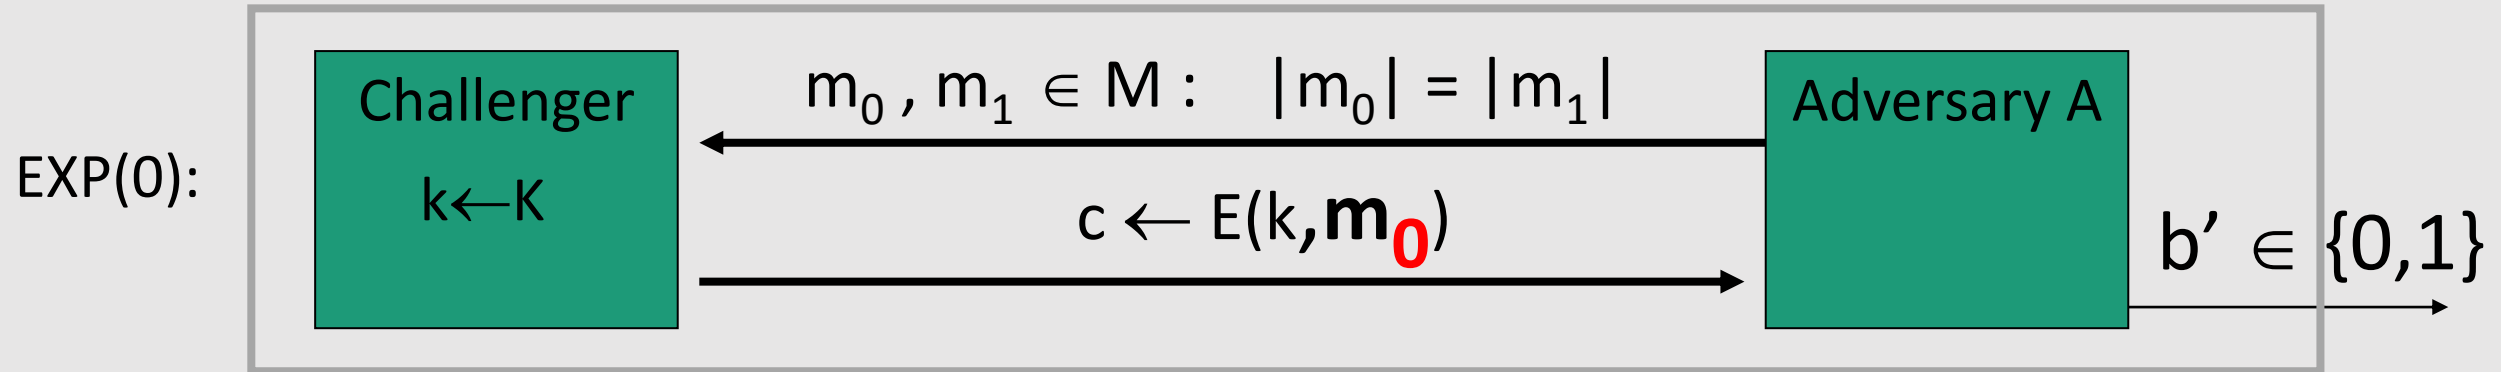 EXP(0):
Challenger
k←K
m₀ , m₁ ∈ M : |m₀| = |m₁|
c ← E(k, m₀)
Adversary A
b’ ∈ {0,1}